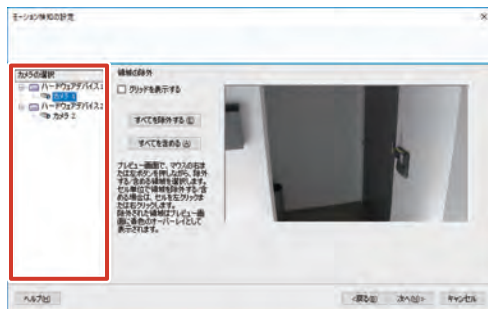 モーション検知の設定
カメラの選択
ハードウェアデバイス1
カメラ 1
ハードウェアデバイス2
カメラ 2
領域の除外
グリッドを表示する
すべてを除外する(E)
すべてを含める(A)
プレビュー画面で、マウスの右ま
たは左ボタンを押しながら、除外
する/含める領域を選択します。
セル単位で領域を除外する/含
める場合は、セルを左クリックま
たは右クリックします。
除外された領域はプレビュー画
面に青色のオーバーレイとして
表示されます。
ヘルプ(H)
<戻る(B)
次へ(N)>
キャンセル